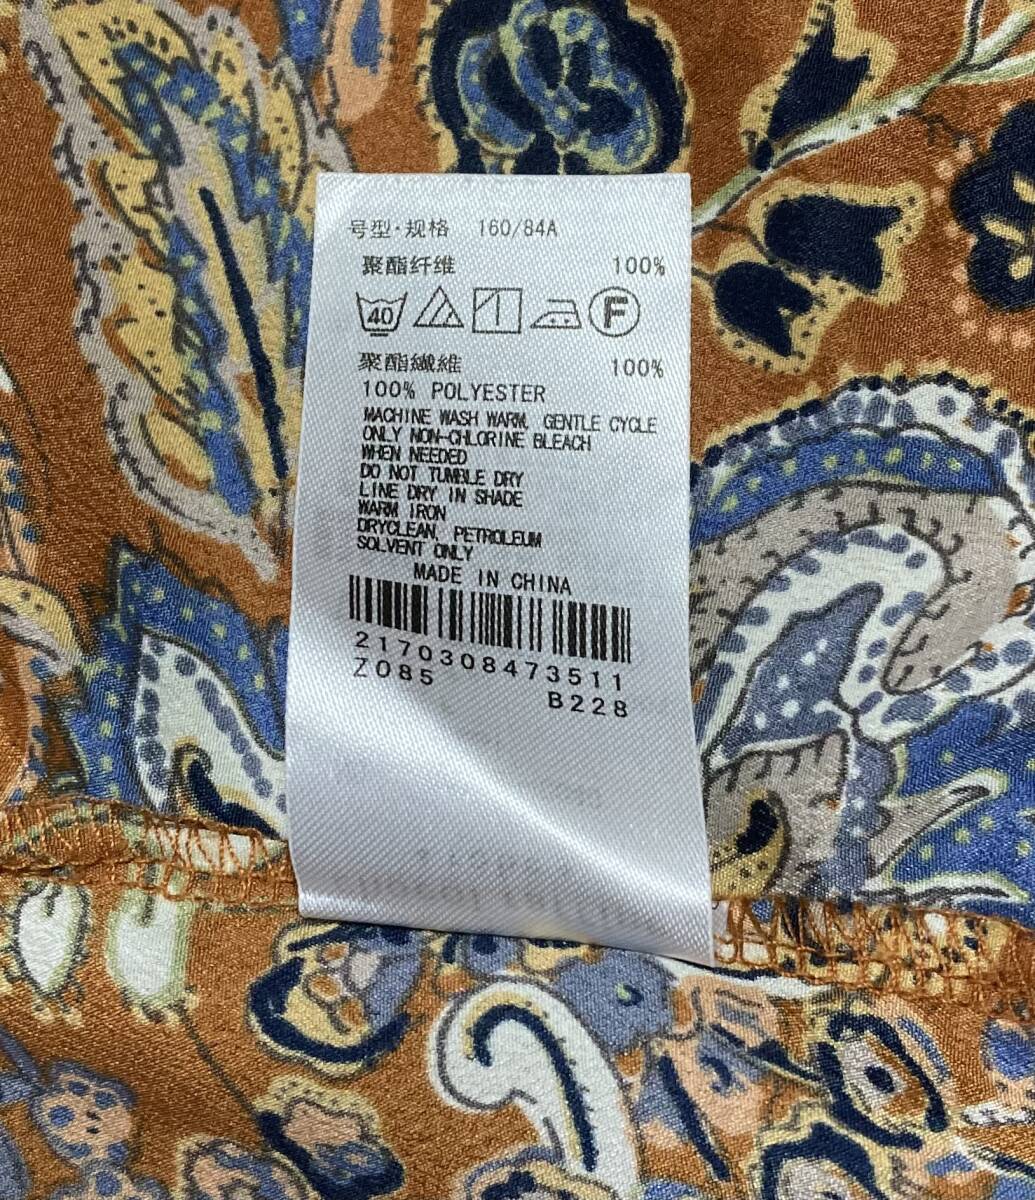 号型·规格 160/84A
聚酯纤维 100%
40 F
聚酯纖維 100%
100% POLYESTER
MACHINE WASH WARM, GENTLE CYCLE
ONLY NON-CHLORINE BLEACH
WHEN NEEDED
DO NOT TUMBLE DRY
LINE DRY IN SHADE
WARM IRON
DRYCLEAN, PETROLEUM
SOLVENT ONLY
MADE IN CHINA
2170308473511
Z085 B228